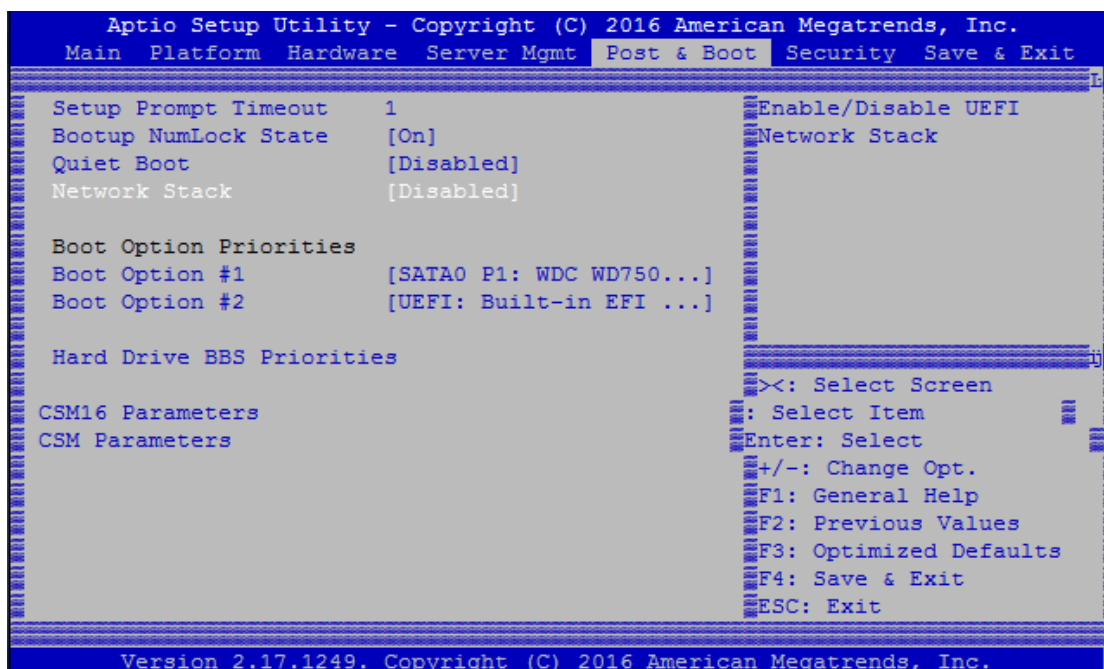 Aptio Setup Utility – Copyright (C) 2016 American Megatrends, Inc.
Main Platform Hardware Server Mgmt Post & Boot Security Save & Exit
Setup Prompt Timeout 1
Bootup NumLock State [On]
Quiet Boot [Disabled]
Network Stack [Disabled]
Boot Option Priorities
Boot Option #1 [SATA0 P1: WDC WD750...]
Boot Option #2 [UEFI: Built-in EFI ...]
Hard Drive BBS Priorities
CSM16 Parameters
CSM Parameters
Enable/Disable UEFI
Network Stack
><: Select Screen
: Select Item
Enter: Select
+/-: Change Opt.
F1: General Help
F2: Previous Values
F3: Optimized Defaults
F4: Save & Exit
ESC: Exit
Version 2.17.1249. Copyright (C) 2016 American Megatrends, Inc.